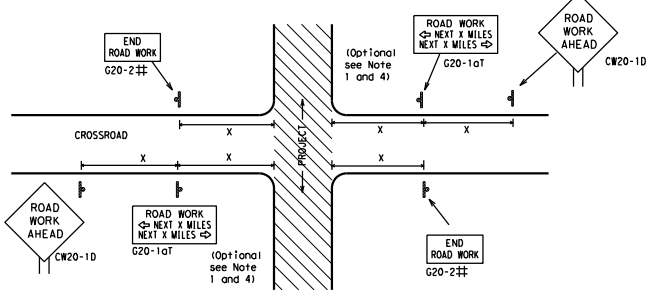 END
ROAD WORK
G20-2⌗
(Optional
see Note
1 and 4)
ROAD WORK
⇦ NEXT X MILES
NEXT X MILES ⇨
G20-1aT
ROAD
WORK
AHEAD
CW20-1D
X
X
X
CROSSROAD
PROJECT
X
X
X
ROAD
WORK
AHEAD
CW20-1D
ROAD WORK
⇦ NEXT X MILES
NEXT X MILES ⇨
G20-1aT
(Optional
see Note
1 and 4)
END
ROAD WORK
G20-2⌗